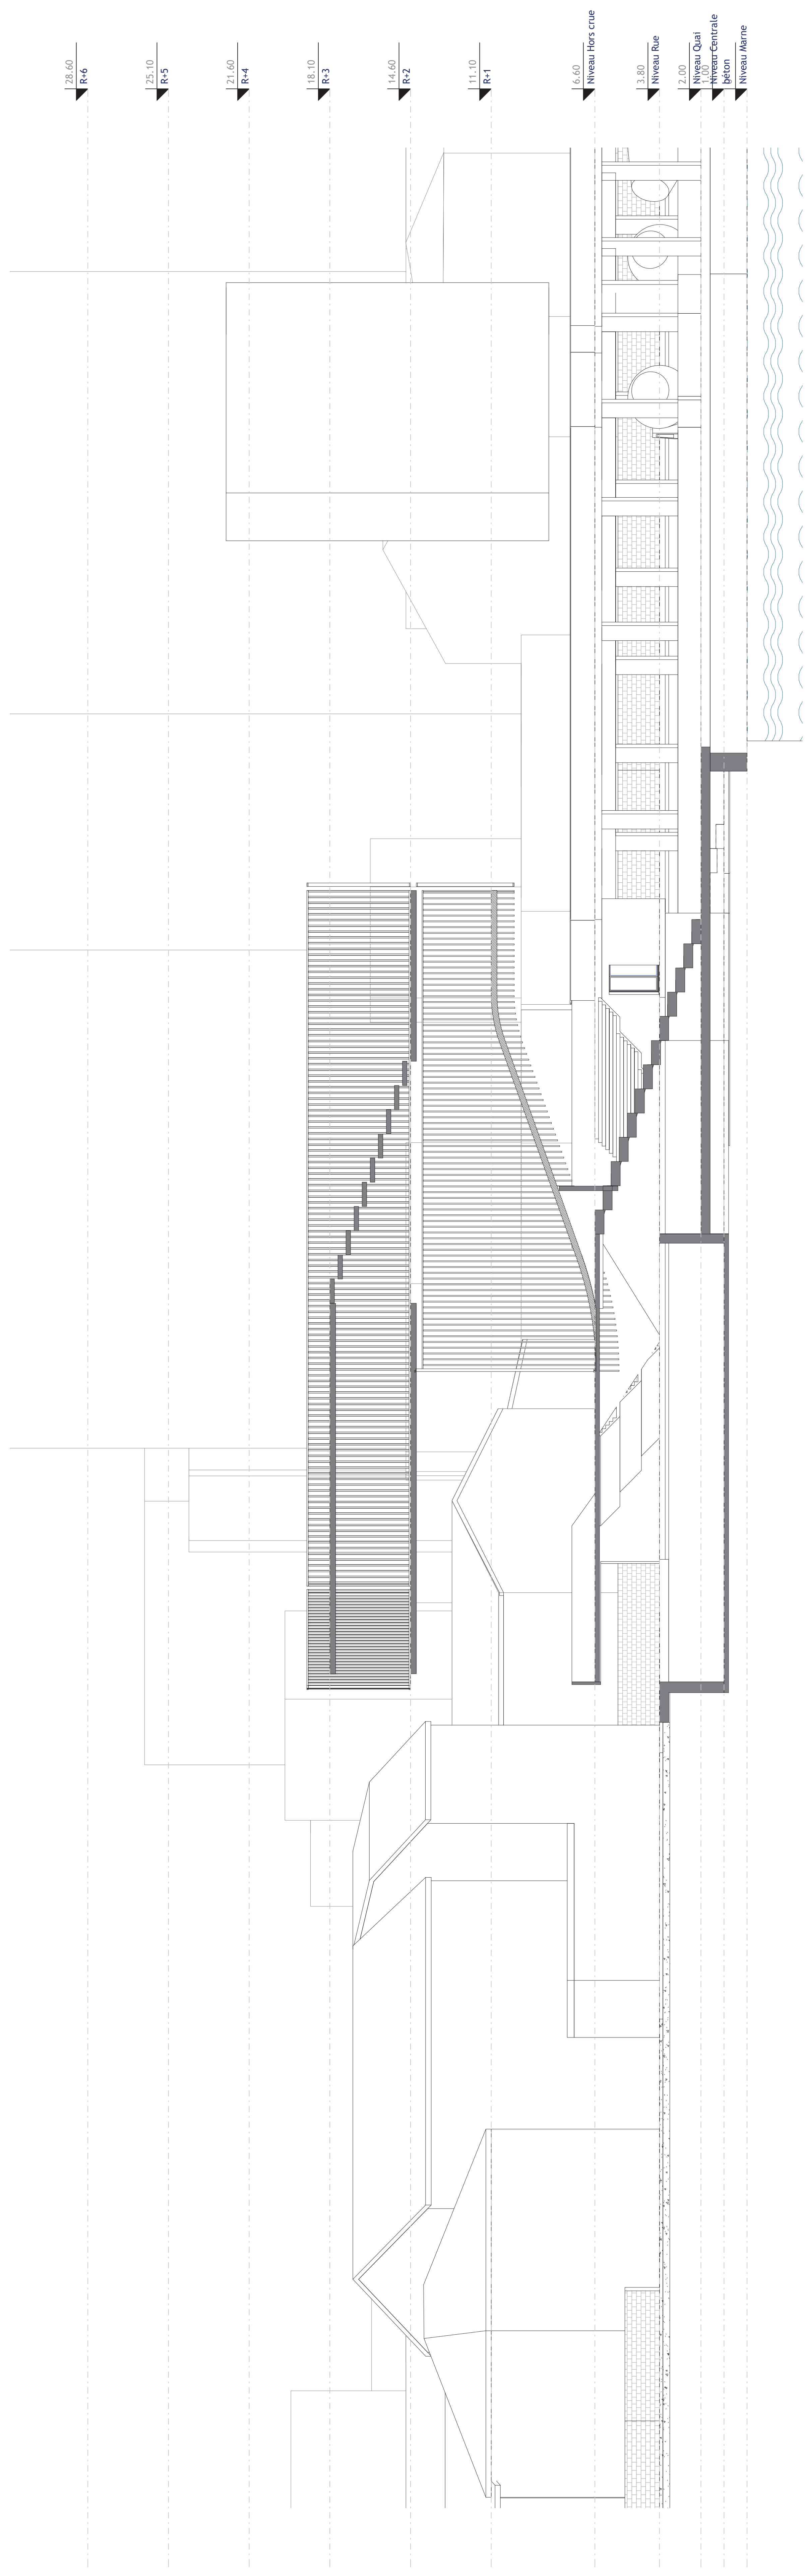 28.60
R+6
25.10
R+5
21.60
R+4
18.10
R+3
14.60
R+2
11.10
R+1
6.60
Niveau Hors crue
3.80
Niveau Rue
2.00
Niveau Quai
1.00
Niveau Centrale
béton
Niveau Marne